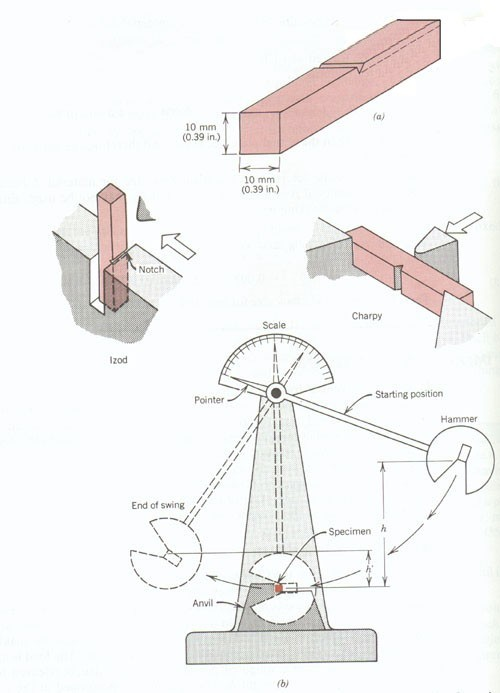 (a)
10 mm
(0.39 in.)
10 mm
(0.39 in.)
Notch
Izod
Charpy
Scale
Pointer
Starting position
Hammer
End of swing
h
Specimen
h'
Anvil
(b)